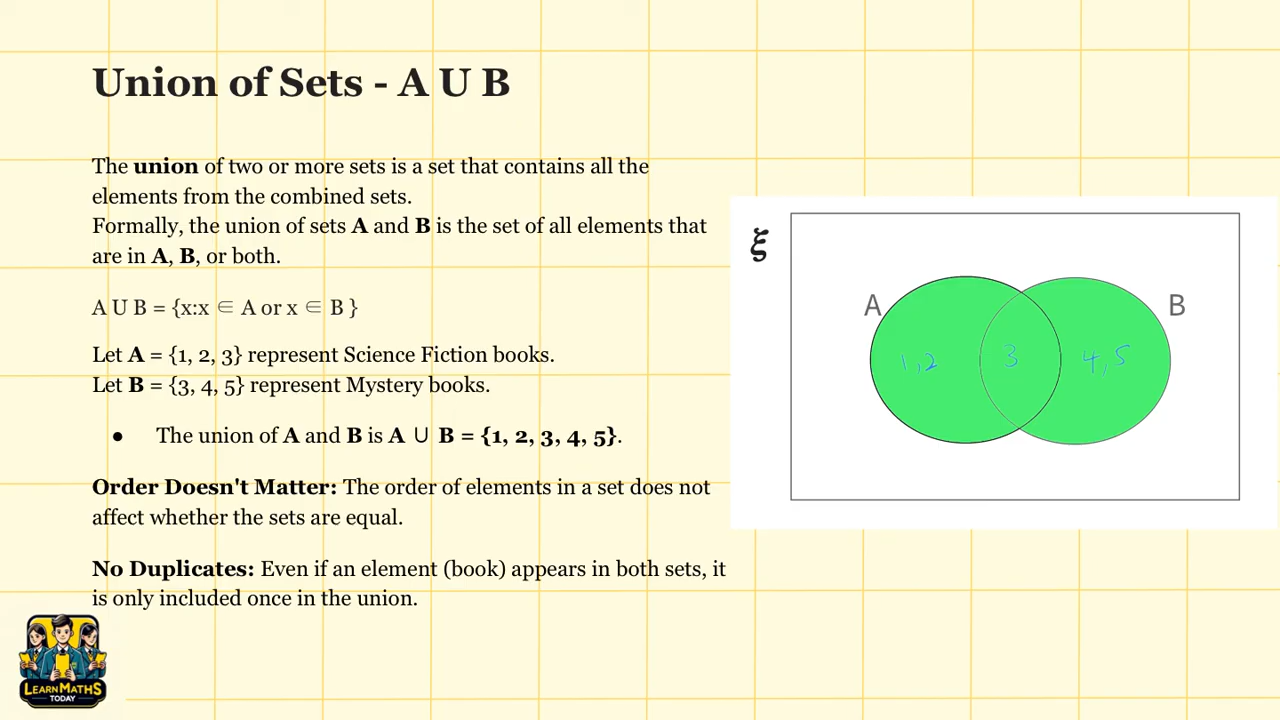 Union of Sets - A U B
The union of two or more sets is a set that contains all the
elements from the combined sets.
Formally, the union of sets A and B is the set of all elements that
are in A, B, or both.
A U B = {x:x ∈ A or x ∈ B }
Let A = {1, 2, 3} represent Science Fiction books.
Let B = {3, 4, 5} represent Mystery books.
● The union of A and B is A ∪ B = {1, 2, 3, 4, 5}.
Order Doesn't Matter: The order of elements in a set does not
affect whether the sets are equal.
No Duplicates: Even if an element (book) appears in both sets, it
is only included once in the union.
ξ
A
B
1,2
3
4,5
LEARNMATHS
TODAY